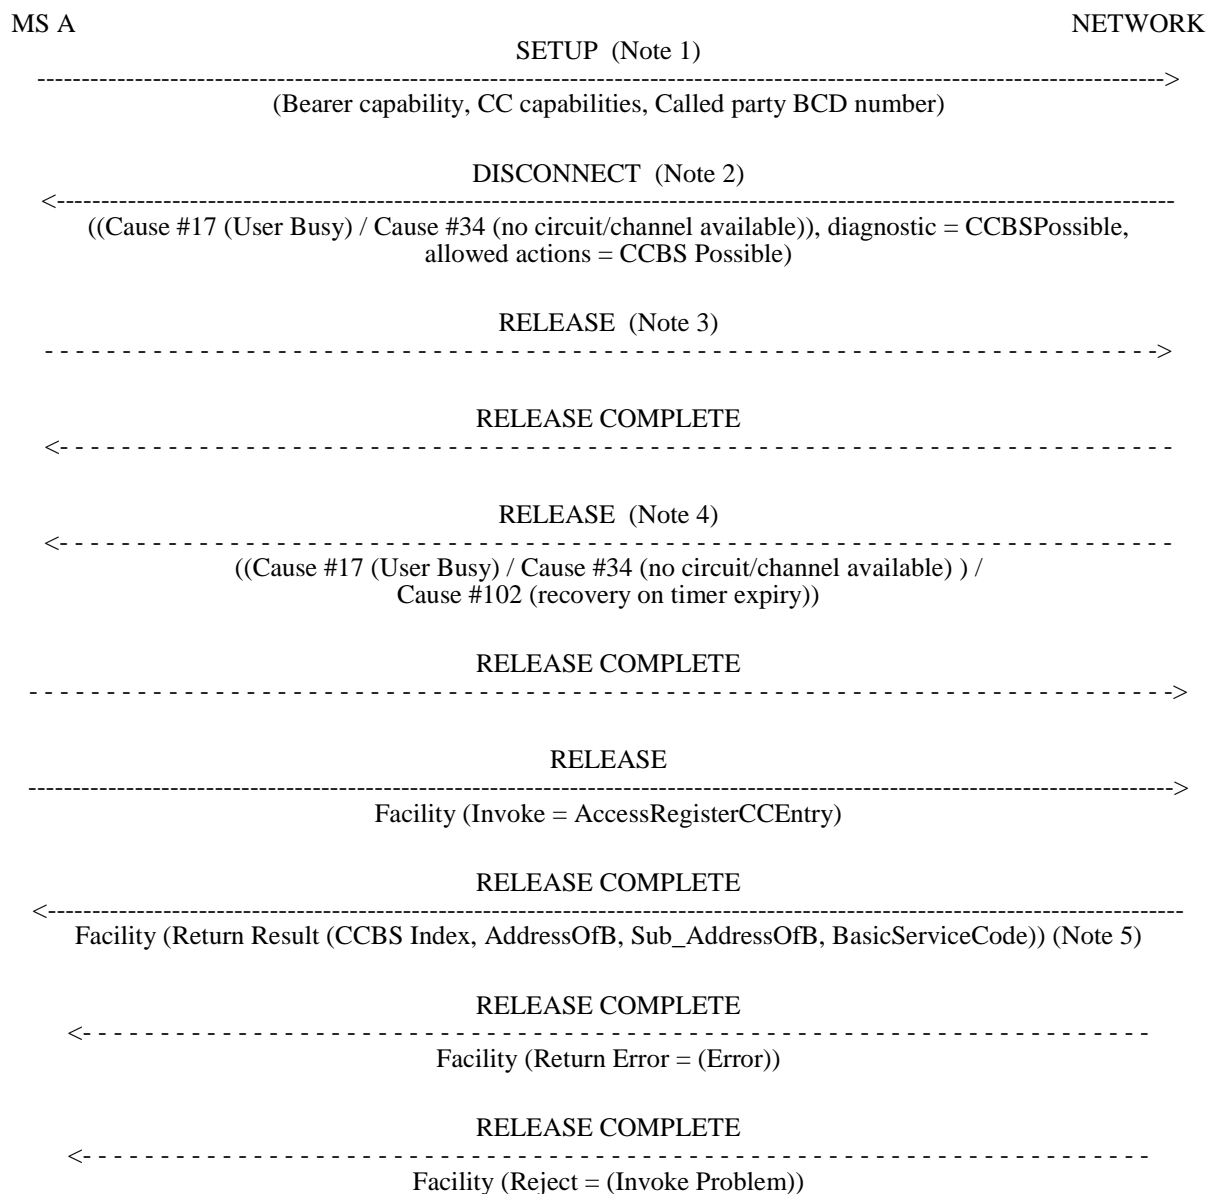 MS A NETWORK
SETUP (Note 1)
(Bearer capability, CC capabilities, Called party BCD number)
DISCONNECT (Note 2)
((Cause #17 (User Busy) / Cause #34 (no circuit/channel available)), diagnostic = CCBSPossible,
allowed actions = CCBS Possible)
RELEASE (Note 3)
RELEASE COMPLETE
RELEASE (Note 4)
((Cause #17 (User Busy) / Cause #34 (no circuit/channel available) ) /
Cause #102 (recovery on timer expiry))
RELEASE COMPLETE
RELEASE
Facility (Invoke = AccessRegisterCCEntry)
RELEASE COMPLETE
Facility (Return Result (CCBS Index, AddressOfB, Sub_AddressOfB, BasicServiceCode)) (Note 5)
RELEASE COMPLETE
Facility (Return Error = (Error))
RELEASE COMPLETE
Facility (Reject = (Invoke Problem))